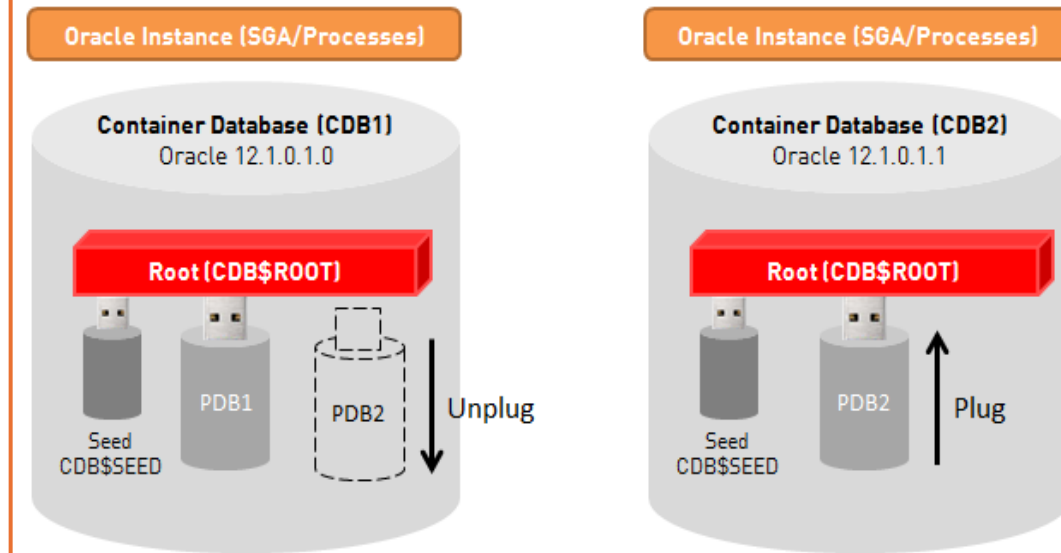 Oracle Instance (SGA/Processes)
Container Database (CDB1)
Oracle 12.1.0.1.0
Root (CDB$ROOT)
PDB1
PDB2
Unplug
Seed
CDB$SEED
Oracle Instance (SGA/Processes)
Container Database (CDB2)
Oracle 12.1.0.1.1
Root (CDB$ROOT)
PDB2
Plug
Seed
CDB$SEED